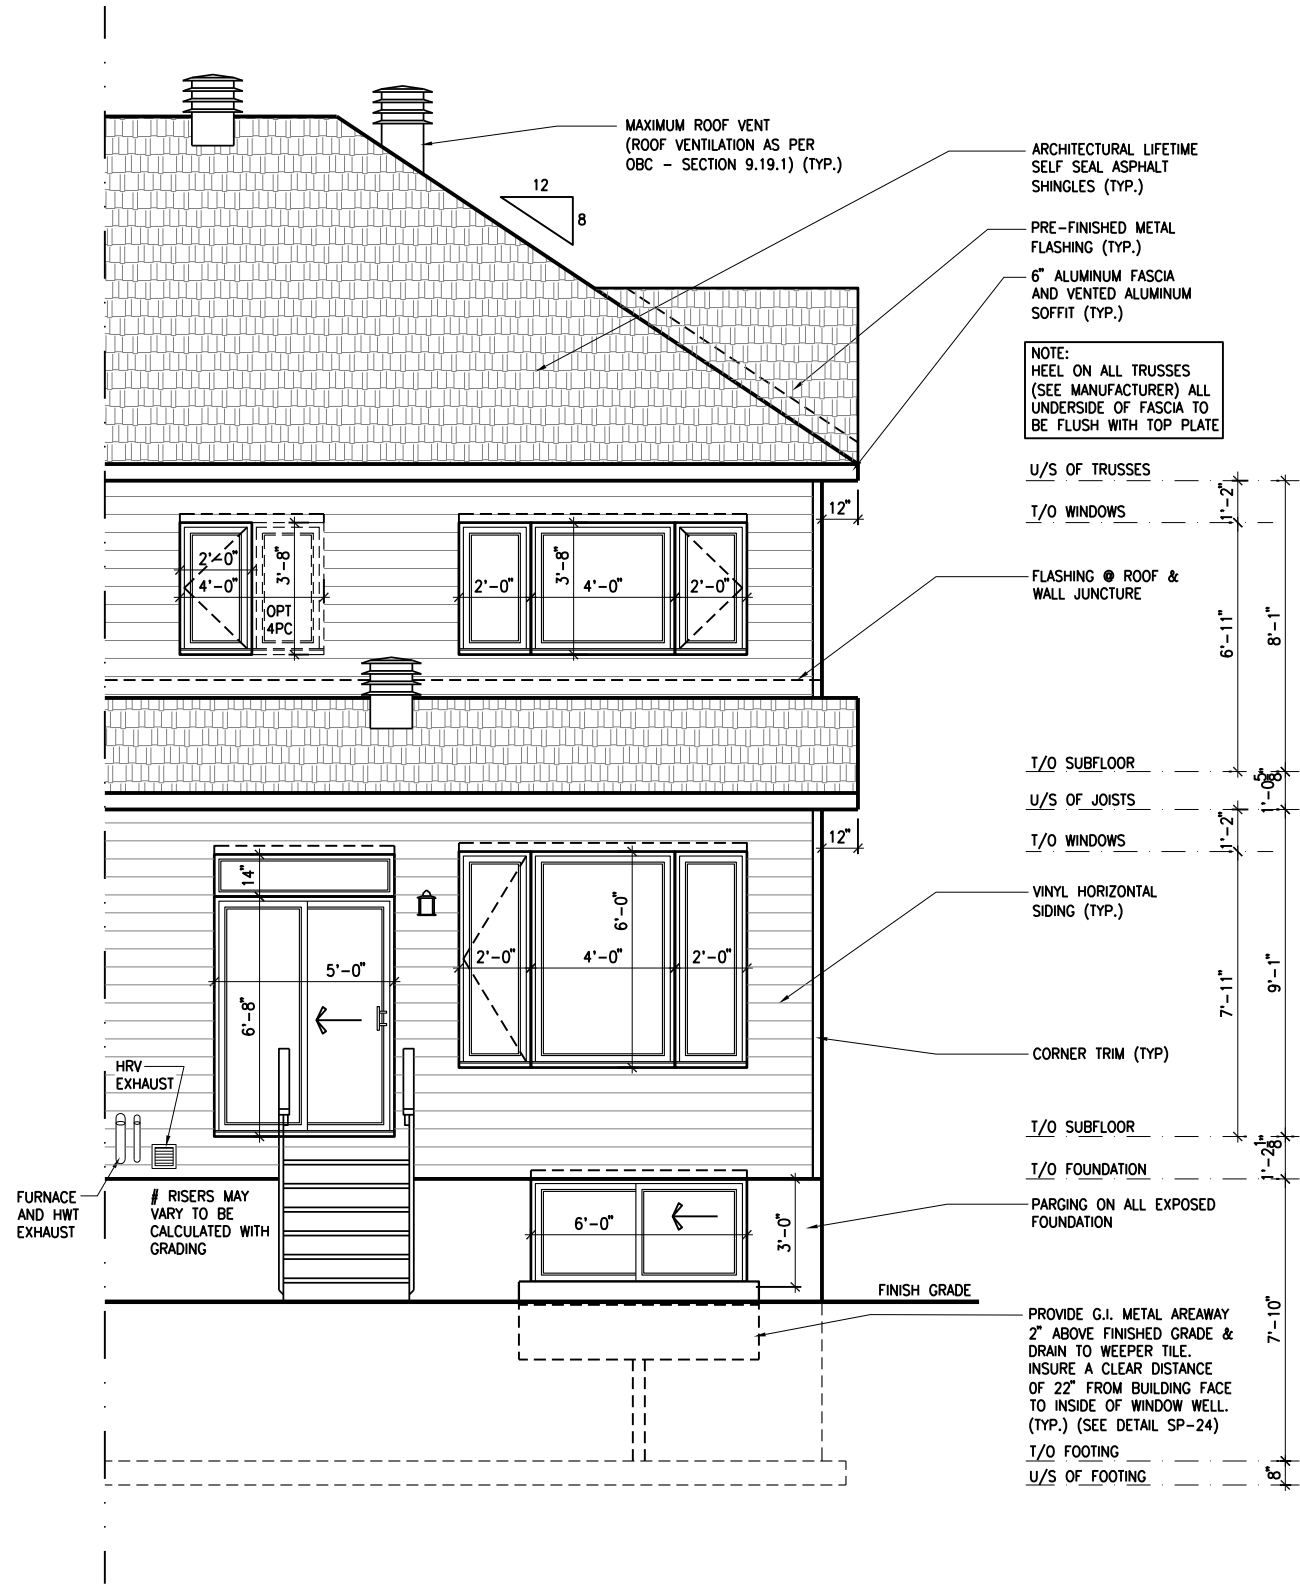 MAXIMUM ROOF VENT
(ROOF VENTILATION AS PER
OBC - SECTION 9.19.1) (TYP.)
12
8
ARCHITECTURAL LIFETIME
SELF SEAL ASPHALT
SHINGLES (TYP.)
PRE-FINISHED METAL
FLASHING (TYP.)
6" ALUMINUM FASCIA
AND VENTED ALUMINUM
SOFFIT (TYP.)
NOTE:
HEEL ON ALL TRUSSES
(SEE MANUFACTURER) ALL
UNDERSIDE OF FASCIA TO
BE FLUSH WITH TOP PLATE
U/S OF TRUSSES
T/O WINDOWS
1'-2"
12"
2'-0"
4'-0"
3'-8"
OPT
4PC
2'-0"
3'-8"
4'-0"
2'-0"
FLASHING @ ROOF &
WALL JUNCTURE
6'-11"
8'-1"
T/O SUBFLOOR
1'-0 5/8"
U/S OF JOISTS
1'-2"
T/O WINDOWS
12"
14"
5'-0"
6'-8"
2'-0"
6'-0"
4'-0"
2'-0"
VINYL HORIZONTAL
SIDING (TYP.)
7'-11"
9'-1"
CORNER TRIM (TYP)
HRV
EXHAUST
T/O SUBFLOOR
1'-2 1/8"
T/O FOUNDATION
FURNACE
AND HWT
EXHAUST
# RISERS MAY
VARY TO BE
CALCULATED WITH
GRADING
6'-0"
3'-0"
PARGING ON ALL EXPOSED
FOUNDATION
FINISH GRADE
7'-10"
PROVIDE G.I. METAL AREAWAY
2" ABOVE FINISHED GRADE &
DRAIN TO WEEPER TILE.
INSURE A CLEAR DISTANCE
OF 22" FROM BUILDING FACE
TO INSIDE OF WINDOW WELL.
(TYP.) (SEE DETAIL SP-24)
T/O FOOTING
U/S OF FOOTING
8"